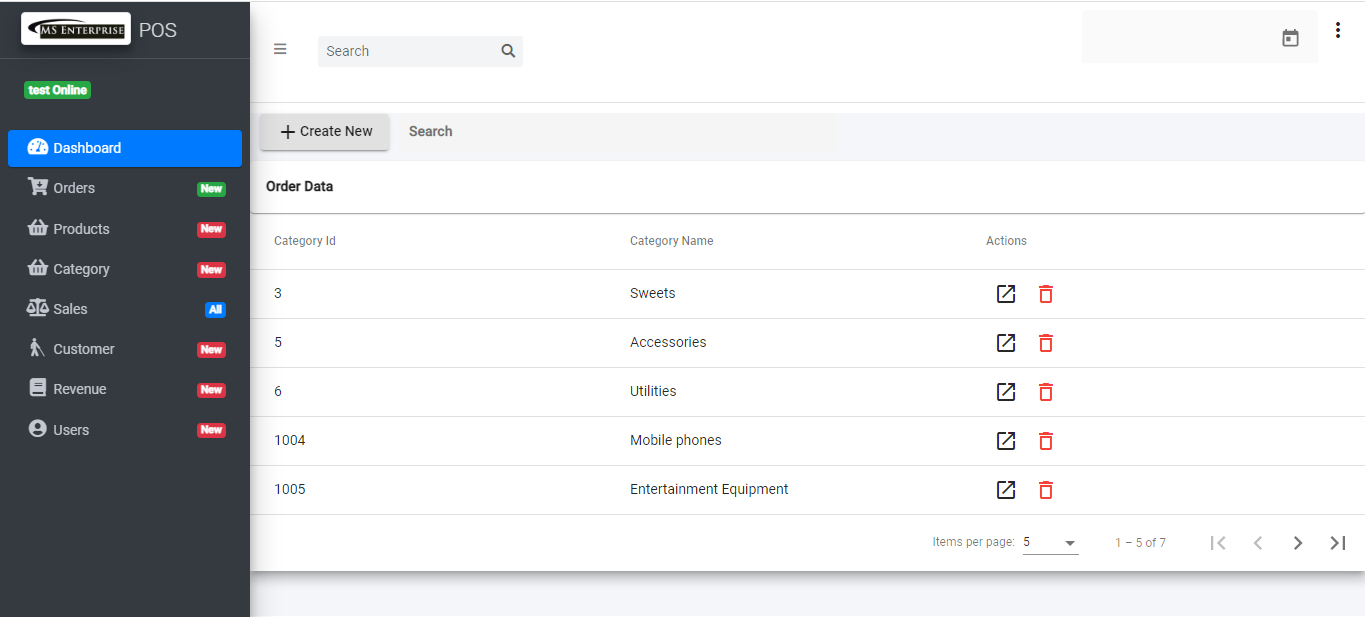 MS ENTERPRISE POS
Search
test Online
Create New Search
Dashboard
Order Data
Orders New
Products New
Category New
Sales All
Customer New
Revenue New
Users New
Category Id Category Name Actions
3 Sweets
5 Accessories
6 Utilities
1004 Mobile phones
1005 Entertainment Equipment
Items per page: 5 1 – 5 of 7